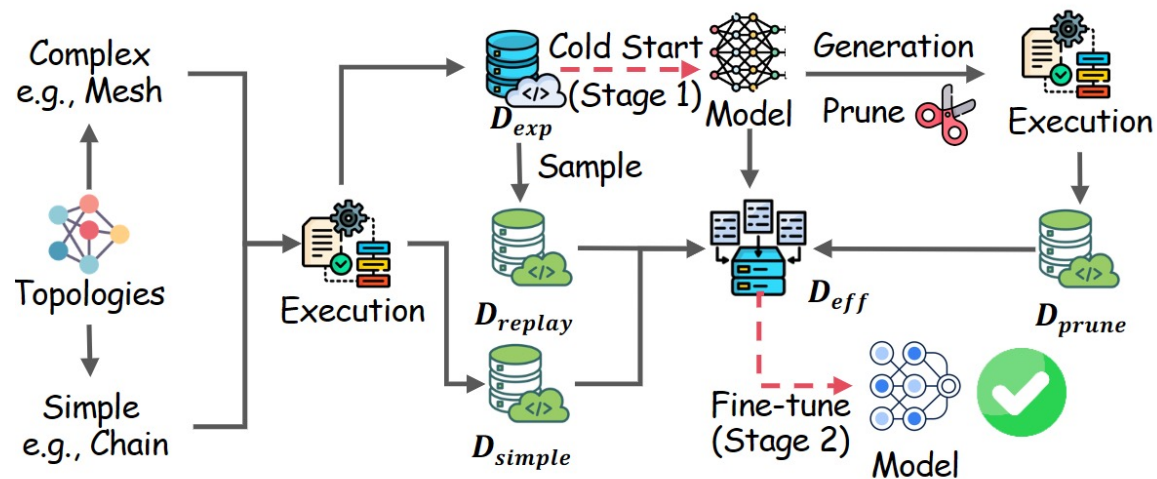 Complex
e.g., Mesh
Topologies
Simple
e.g., Chain
Execution
</>
D_exp
Cold Start
(Stage 1)
Model
Generation
Prune
Execution
Sample
</>
D_replay
</>
D_simple
D_eff
</>
D_prune
Fine-tune
(Stage 2)
Model